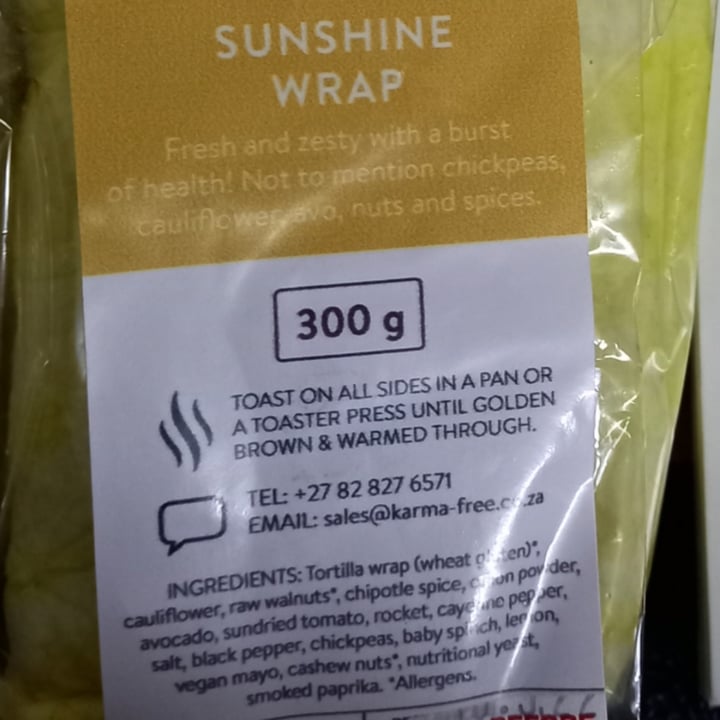 SUNSHINE
WRAP
Fresh and zesty with a burst
of health! Not to mention chickpeas,
cauliflower, avo, nuts and spices.
300 g
TOAST ON ALL SIDES IN A PAN OR
A TOASTER PRESS UNTIL GOLDEN
BROWN & WARMED THROUGH.
TEL: +27 82 827 6571
EMAIL: sales@karma-free.co.za
INGREDIENTS: Tortilla wrap (wheat gluten)*,
cauliflower, raw walnuts*, chipotle spice, onion powder,
avocado, sundried tomato, rocket, cayenne pepper,
salt, black pepper, chickpeas, baby spinach, lemon,
vegan mayo, cashew nuts*, nutritional yeast,
smoked paprika. *Allergens.